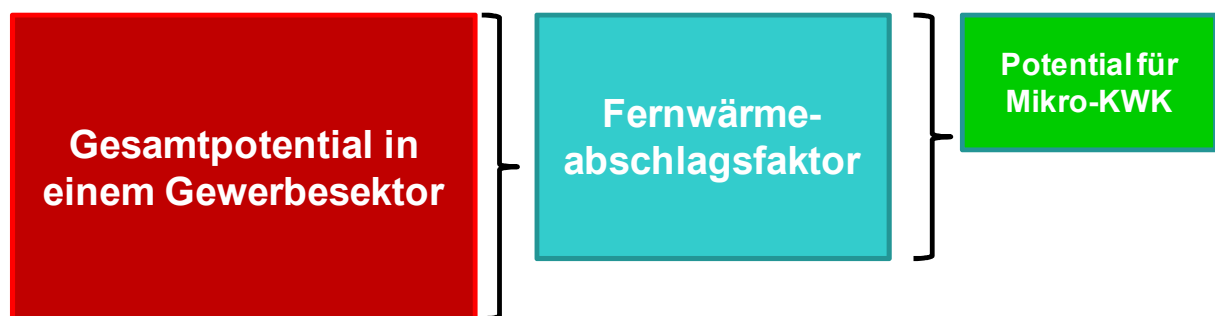 Gesamtpotential in
einem Gewerbesektor
Fernwärme-
abschlagsfaktor
Potential für
Mikro-KWK